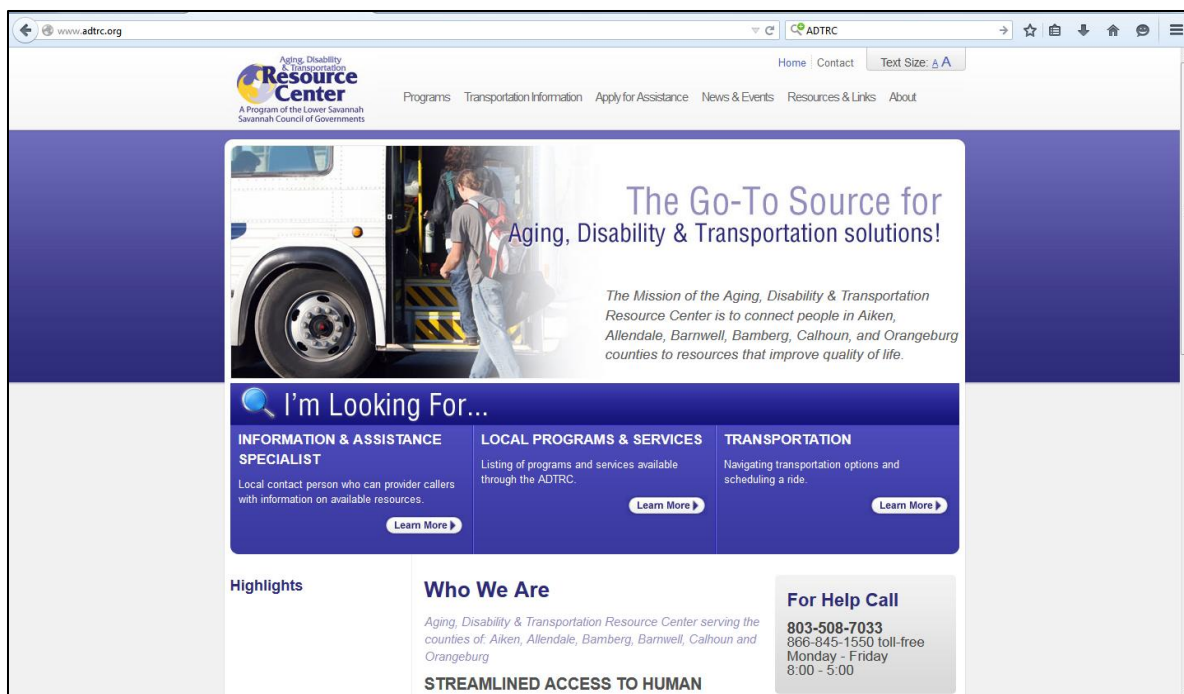 www.adtrc.org
ADTRC
Aging, Disability
& Transportation
Resource
Center
A Program of the Lower Savannah
Savannah Council of Governments
Home Contact Text Size: A A
Programs Transportation Information Apply for Assistance News & Events Resources & Links About
The Go-To Source for
Aging, Disability & Transportation solutions!
The Mission of the Aging, Disability & Transportation
Resource Center is to connect people in Aiken,
Allendale, Barnwell, Bamberg, Calhoun, and Orangeburg
counties to resources that improve quality of life.
I'm Looking For...
INFORMATION & ASSISTANCE
SPECIALIST
Local contact person who can provider callers
with information on available resources.
Learn More
LOCAL PROGRAMS & SERVICES
Listing of programs and services available
through the ADTRC.
Learn More
TRANSPORTATION
Navigating transportation options and
scheduling a ride.
Learn More
Highlights
Who We Are
Aging, Disability & Transportation Resource Center serving the
counties of: Aiken, Allendale, Bamberg, Barnwell, Calhoun and
Orangeburg
STREAMLINED ACCESS TO HUMAN
For Help Call
803-508-7033
866-845-1550 toll-free
Monday - Friday
8:00 - 5:00